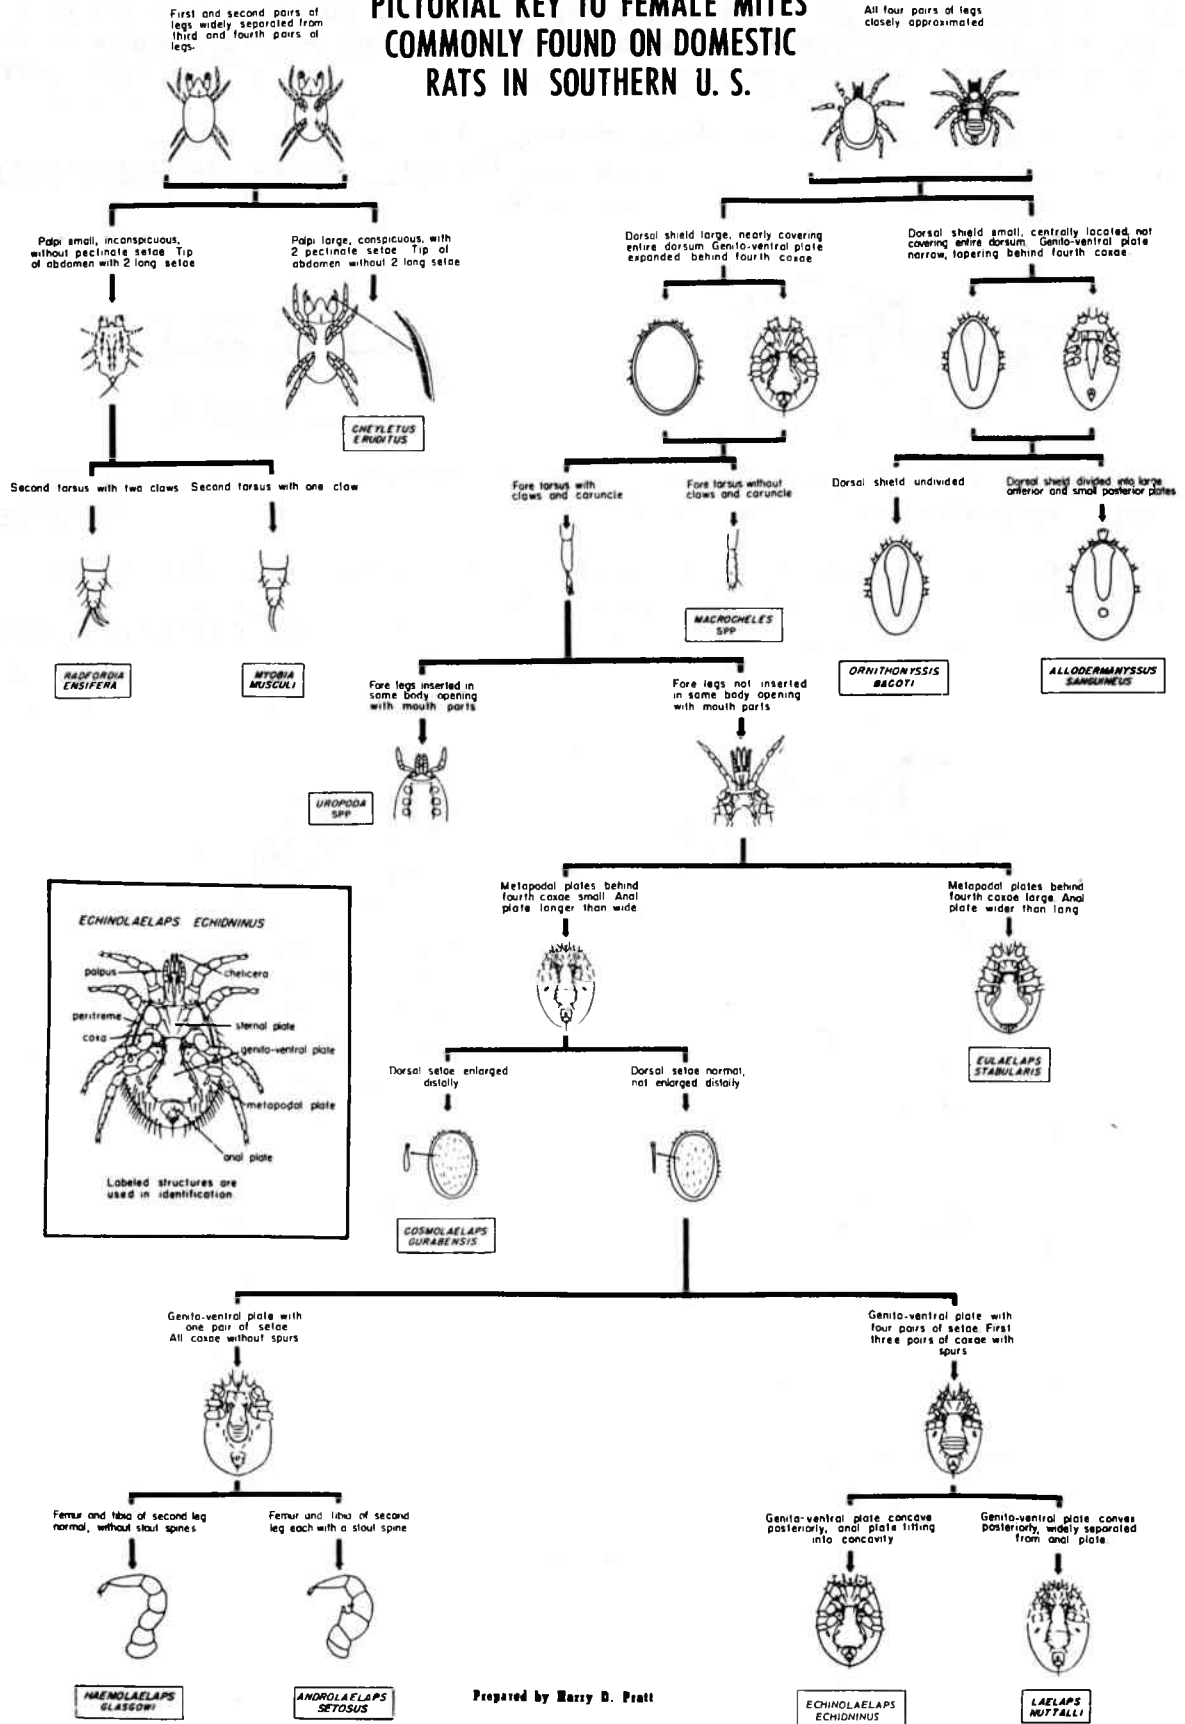 PICTORIAL KEY TO FEMALE MITES
COMMONLY FOUND ON DOMESTIC
RATS IN SOUTHERN U. S.
First and second pairs of
legs widely separated from
third and fourth pairs of
legs.
All four pairs of legs
closely approximated
Palpi small, inconspicuous,
without pectinate setae Tip
of abdomen with 2 long setae
Palpi large, conspicuous, with
2 pectinate setae Tip of
abdomen without 2 long setae
Dorsal shield large, nearly covering
entire dorsum Genito-ventral plate
expanded behind fourth coxae
Dorsal shield small, centrally located, not
covering entire dorsum. Genito-ventral plate
narrow, tapering behind fourth coxae
CHEYLETUS
ERUDITUS
Second tarsus with two claws
Second tarsus with one claw
Fore tarsus with
claws and caruncle
Fore tarsus without
claws and caruncle
Dorsal shield undivided
Dorsal shield divided into large
anterior and small posterior plates
RADFORDIA
ENSIFERA
MYOBIA
MUSCULI
MACROCHELES
SPP
ORNITHONYSSIS
BACOTI
ALLODERMANYSSUS
SANGUINEUS
Fore legs inserted in
same body opening
with mouth parts
Fore legs not inserted
in same body opening
with mouth parts
UROPODA
SPP
Metapodal plates behind
fourth coxae small Anal
plate longer than wide
Metapodal plates behind
fourth coxae large. Anal
plate wider than long
ECHINOLAELAPS ECHIDNINUS
palpus
chelicera
peritreme
sternal plate
coxa
genito-ventral plate
metapodal plate
anal plate
Labeled structures are
used in identification
EULAELAPS
STABULARIS
Dorsal setae enlarged
distally
Dorsal setae normal,
not enlarged distally
COSMOLAELAPS
GURABENSIS
Genito-ventral plate with
one pair of setae
All coxae without spurs
Genito-ventral plate with
four pairs of setae. First
three pairs of coxae with
spurs
Femur and tibia of second leg
normal, without stout spines
Femur and tibia of second
leg each with a stout spine
Genito-ventral plate concave
posteriorly, anal plate fitting
into concavity
Genito-ventral plate convex
posteriorly, widely separated
from anal plate.
HAEMOLAELAPS
GLASGOWI
ANDROLAELAPS
SETOSUS
Prepared by Harry D. Pratt
ECHINOLAELAPS
ECHIDNINUS
LAELAPS
NUTTALLI